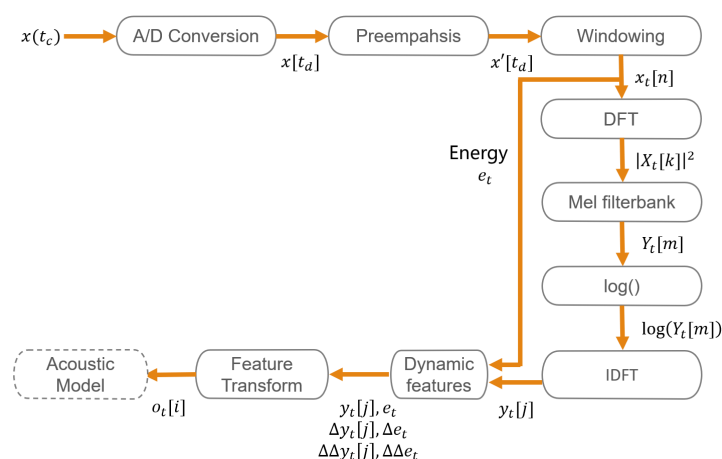 x(t_c)
A/D Conversion
x[t_d]
Preempahsis
x′[t_d]
Windowing
x_t[n]
DFT
Energy
e_t
|X_t[k]|²
Mel filterbank
Y_t[m]
log()
log(Y_t[m])
IDFT
y_t[j]
Dynamic
features
y_t[j], e_t
Δy_t[j], Δe_t
ΔΔy_t[j], ΔΔe_t
Feature
Transform
o_t[i]
Acoustic
Model